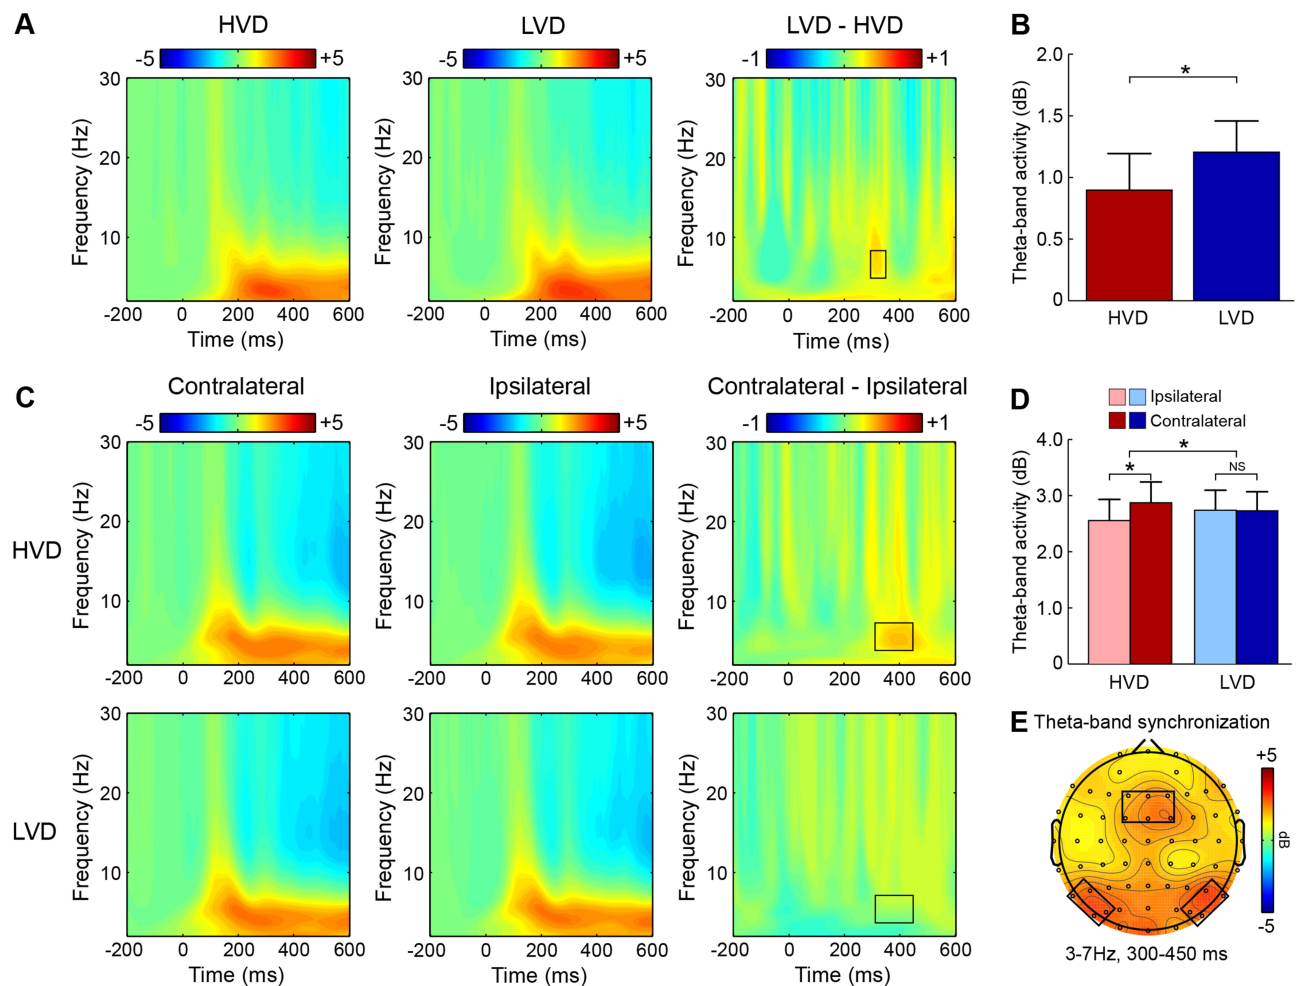 A
HVD
LVD
LVD - HVD
-5 +5
-5 +5
-1 +1
30
20
10
Frequency (Hz)
-200 0 200 400 600
Time (ms)
30
20
10
Frequency (Hz)
-200 0 200 400 600
Time (ms)
30
20
10
Frequency (Hz)
-200 0 200 400 600
Time (ms)
B
2.0
1.5
1.0
0.5
0
Theta-band activity (dB)
*
HVD LVD
C
Contralateral
Ipsilateral
Contralateral - Ipsilateral
-5 +5
-5 +5
-1 +1
HVD
30
20
10
Frequency (Hz)
-200 0 200 400 600
30
20
10
Frequency (Hz)
-200 0 200 400 600
30
20
10
Frequency (Hz)
-200 0 200 400 600
LVD
30
20
10
Frequency (Hz)
-200 0 200 400 600
Time (ms)
30
20
10
Frequency (Hz)
-200 0 200 400 600
Time (ms)
30
20
10
Frequency (Hz)
-200 0 200 400 600
Time (ms)
D
Ipsilateral
Contralateral
4.0
3.0
2.0
1.0
0
Theta-band activity (dB)
*
*
NS
HVD LVD
E
Theta-band synchronization
+5
dB
-5
3-7Hz, 300-450 ms